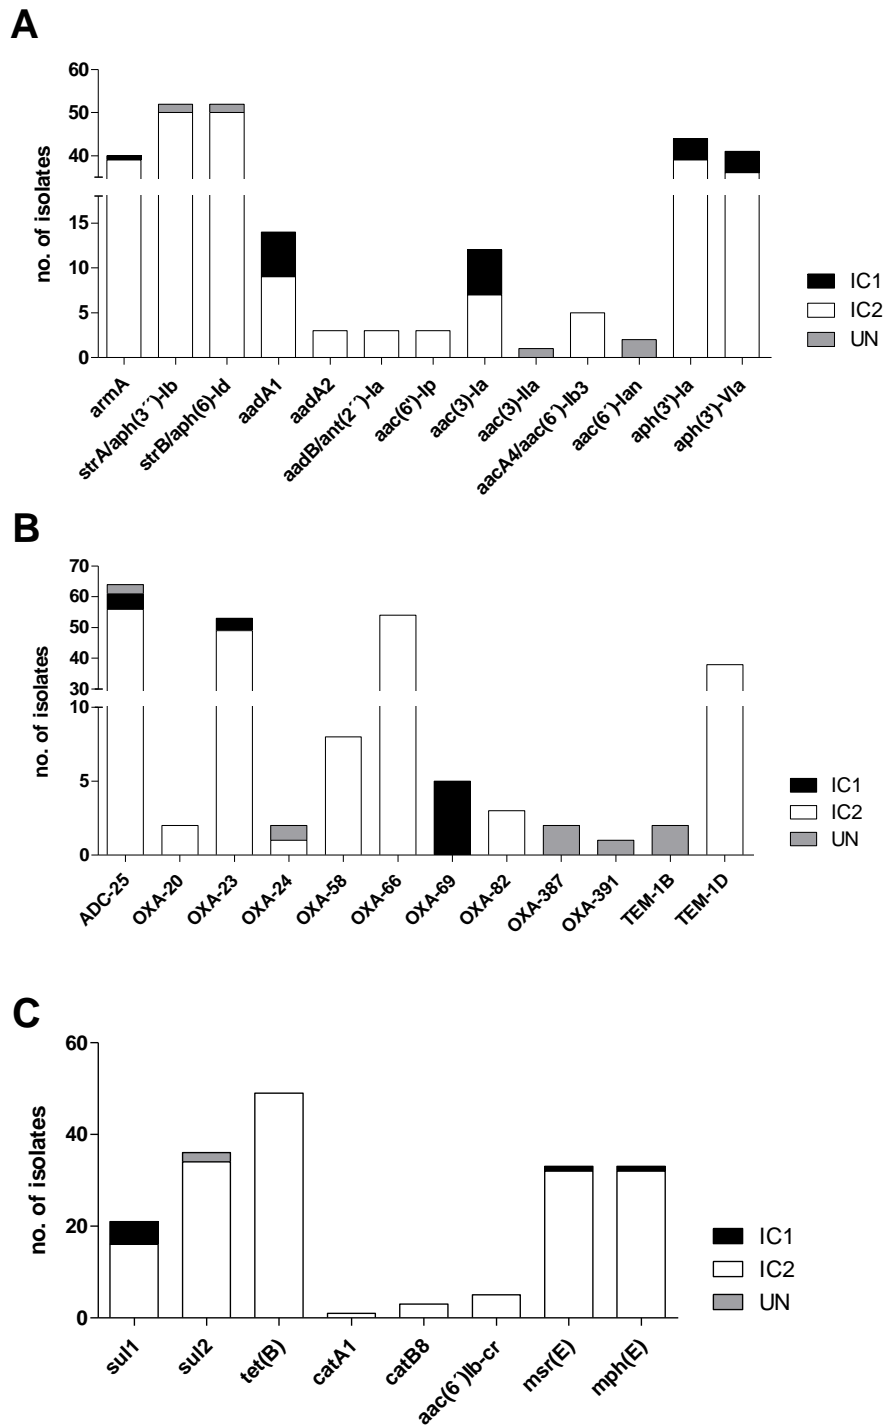 A
no. of isolates
60
50
40
15
10
5
0
armA
strA/aph(3´´)-Ib
strB/aph(6)-Id
aadA1
aadA2
aadB/ant(2´´)-Ia
aac(6')-Ip
aac(3)-Ia
aac(3)-IIa
aacA4/aac(6´)-Ib3
aac(6´)-Ian
aph(3')-Ia
aph(3')-VIa
IC1
IC2
UN
B
no. of isolates
70
60
50
40
30
10
5
0
ADC-25
OXA-20
OXA-23
OXA-24
OXA-58
OXA-66
OXA-69
OXA-82
OXA-387
OXA-391
TEM-1B
TEM-1D
IC1
IC2
UN
C
no. of isolates
60
40
20
0
sul1
sul2
tet(B)
catA1
catB8
aac(6´)Ib-cr
msr(E)
mph(E)
IC1
IC2
UN